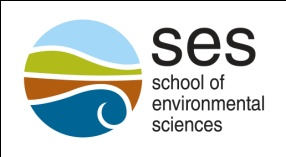 ses
school of
environmental
sciences